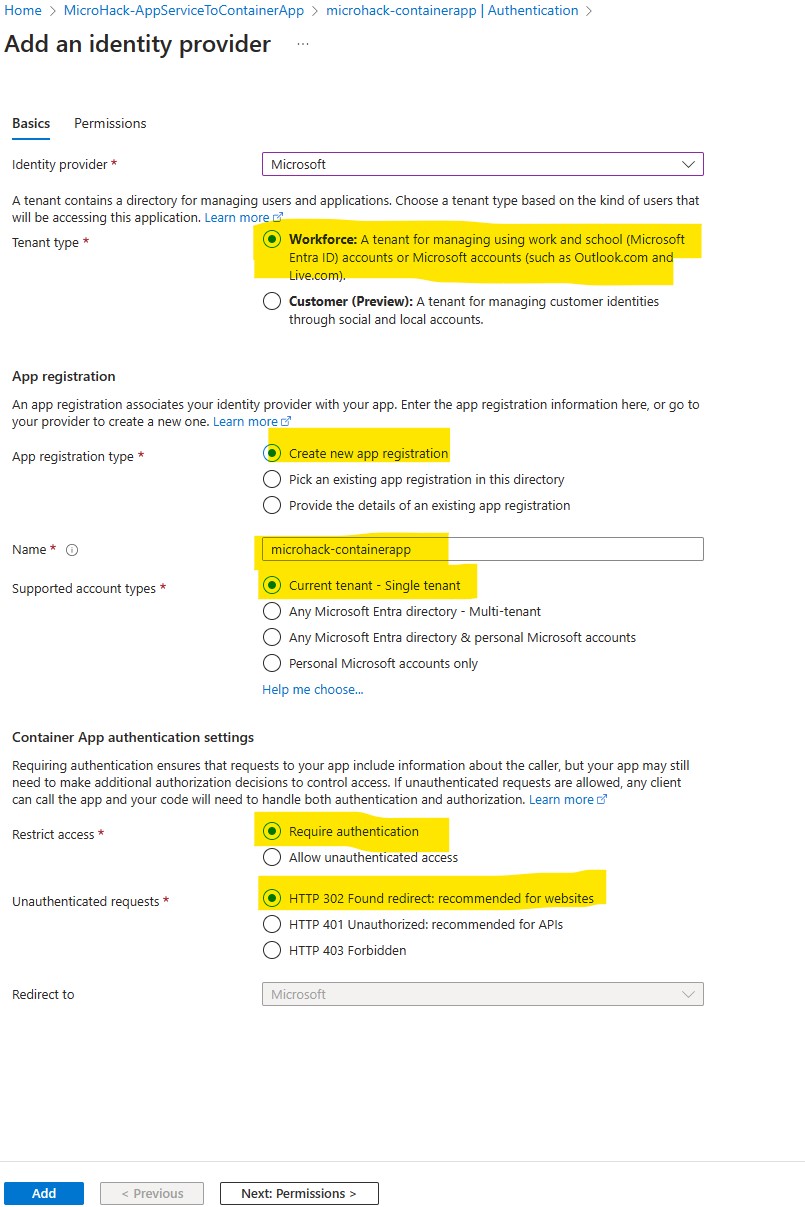 Home > MicroHack-AppServiceToContainerApp > microhack-containerapp | Authentication >
Add an identity provider ...
Basics Permissions
Identity provider * Microsoft
A tenant contains a directory for managing users and applications. Choose a tenant type based on the kind of users that
will be accessing this application. Learn more
Tenant type * Workforce: A tenant for managing using work and school (Microsoft
Entra ID) accounts or Microsoft accounts (such as Outlook.com and
Live.com).
Customer (Preview): A tenant for managing customer identities
through social and local accounts.
App registration
An app registration associates your identity provider with your app. Enter the app registration information here, or go to
your provider to create a new one. Learn more
App registration type * Create new app registration
Pick an existing app registration in this directory
Provide the details of an existing app registration
Name * microhack-containerapp
Supported account types * Current tenant - Single tenant
Any Microsoft Entra directory - Multi-tenant
Any Microsoft Entra directory & personal Microsoft accounts
Personal Microsoft accounts only
Help me choose...
Container App authentication settings
Requiring authentication ensures that requests to your app include information about the caller, but your app may still
need to make additional authorization decisions to control access. If unauthenticated requests are allowed, any client
can call the app and your code will need to handle both authentication and authorization. Learn more
Restrict access * Require authentication
Allow unauthenticated access
Unauthenticated requests * HTTP 302 Found redirect: recommended for websites
HTTP 401 Unauthorized: recommended for APIs
HTTP 403 Forbidden
Redirect to Microsoft
Add < Previous Next: Permissions >